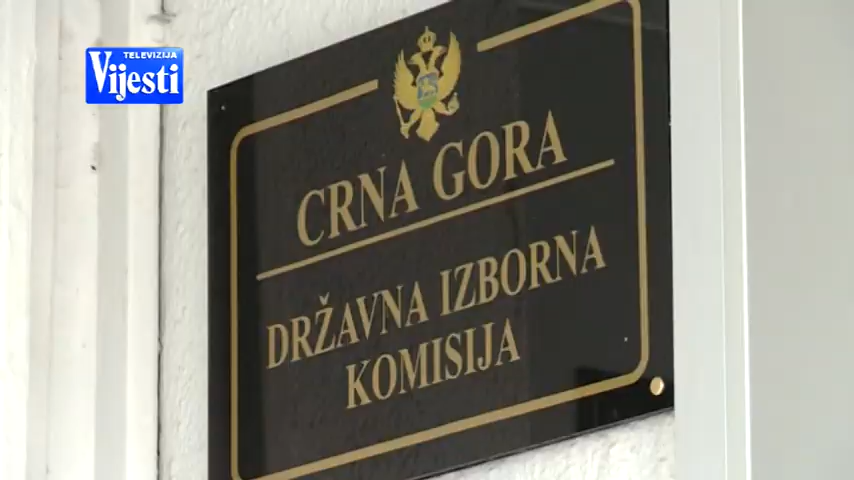 TELEVIZIJA
Vijesti
CRNA GORA
DRŽAVNA IZBORNA
KOMISIJA